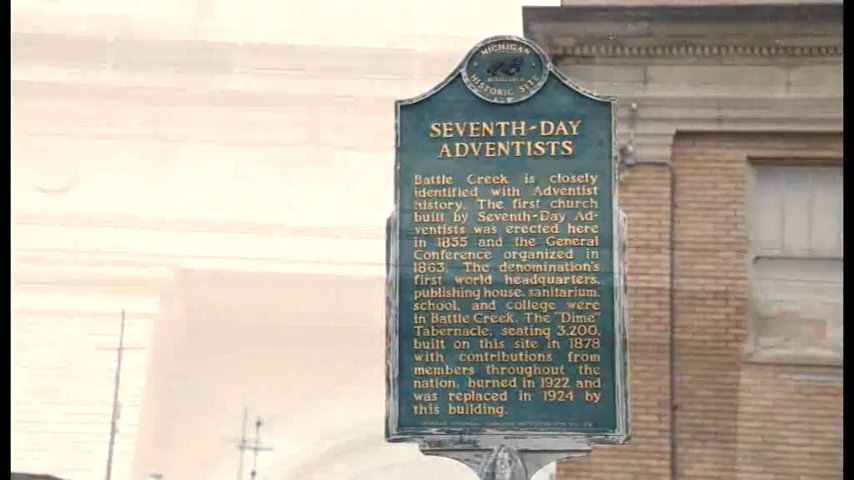 MICHIGAN
HISTORIC SITE
SEVENTH-DAY
ADVENTISTS
Battle Creek is closely
identified with Adventist
history. The first church
built by Seventh-Day Ad-
ventists was erected here
in 1855 and the General
Conference organized in
1863. The denomination's
first world headquarters,
publishing house, sanitarium,
school, and college were
in Battle Creek. The "Dime"
Tabernacle, seating 3,200,
built on this site in 1878
with contributions from
members throughout the
nation, burned in 1922 and
was replaced in 1924 by
this building.